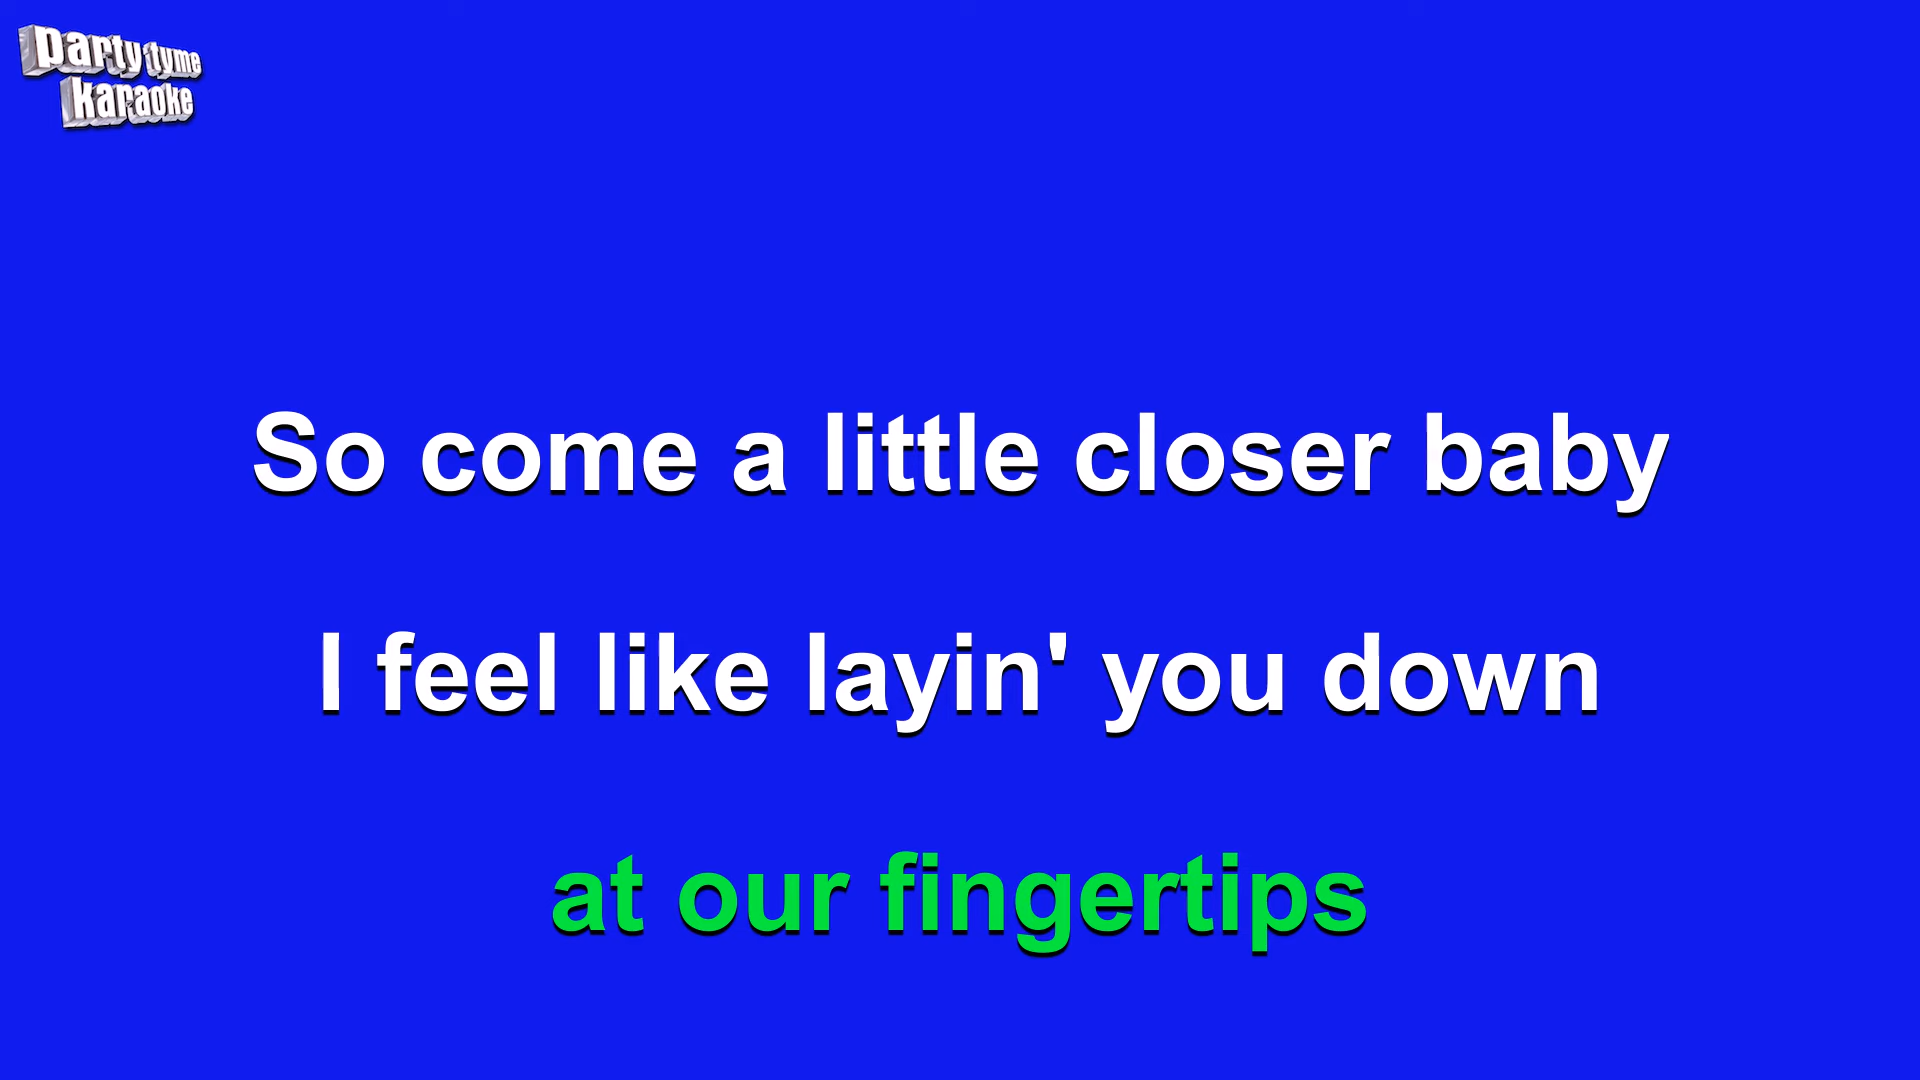 party tyme
karaoke
So come a little closer baby
I feel like layin' you down
at our fingertips